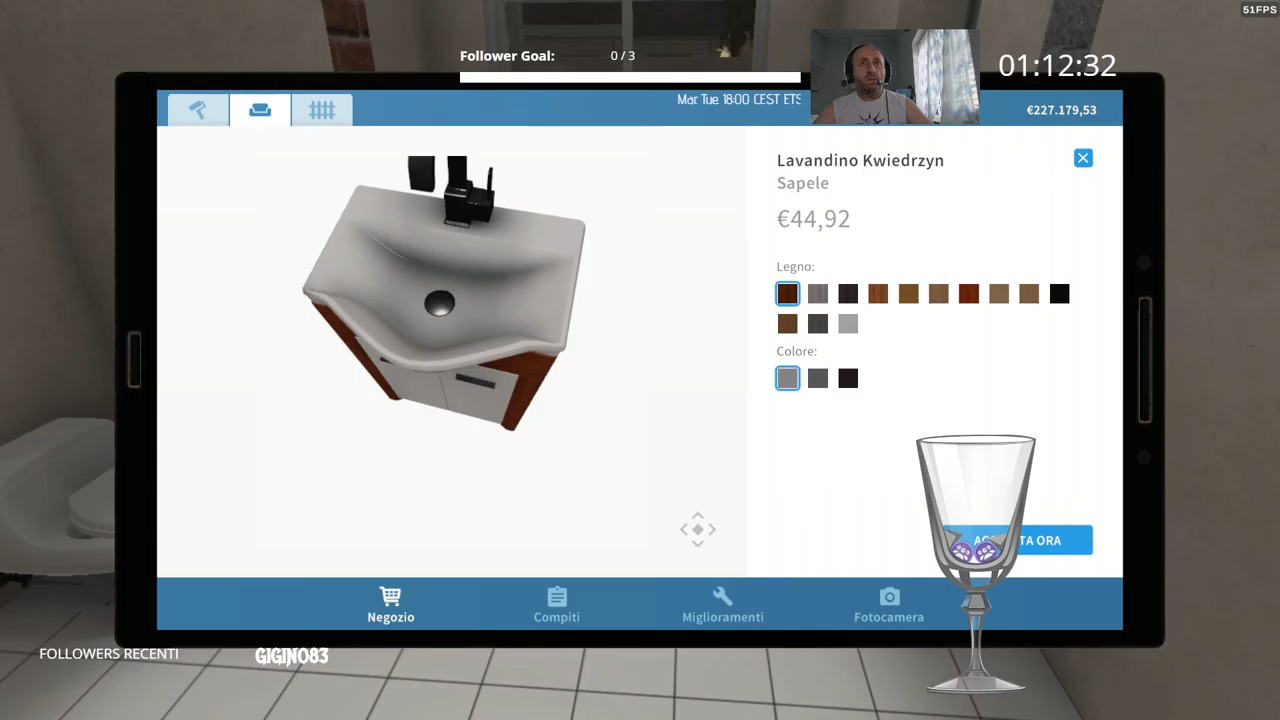 51FPS
Follower Goal: 0 / 3
01:12:32
Mar Tue 18:00 CEST ETS
€227.179,53
Lavandino Kwiedrzyn
Sapele
€44,92
Legno:
Colore:
TA ORA
Negozio
Compiti
Miglioramenti
Fotocamera
FOLLOWERS RECENTI
GIGINO83